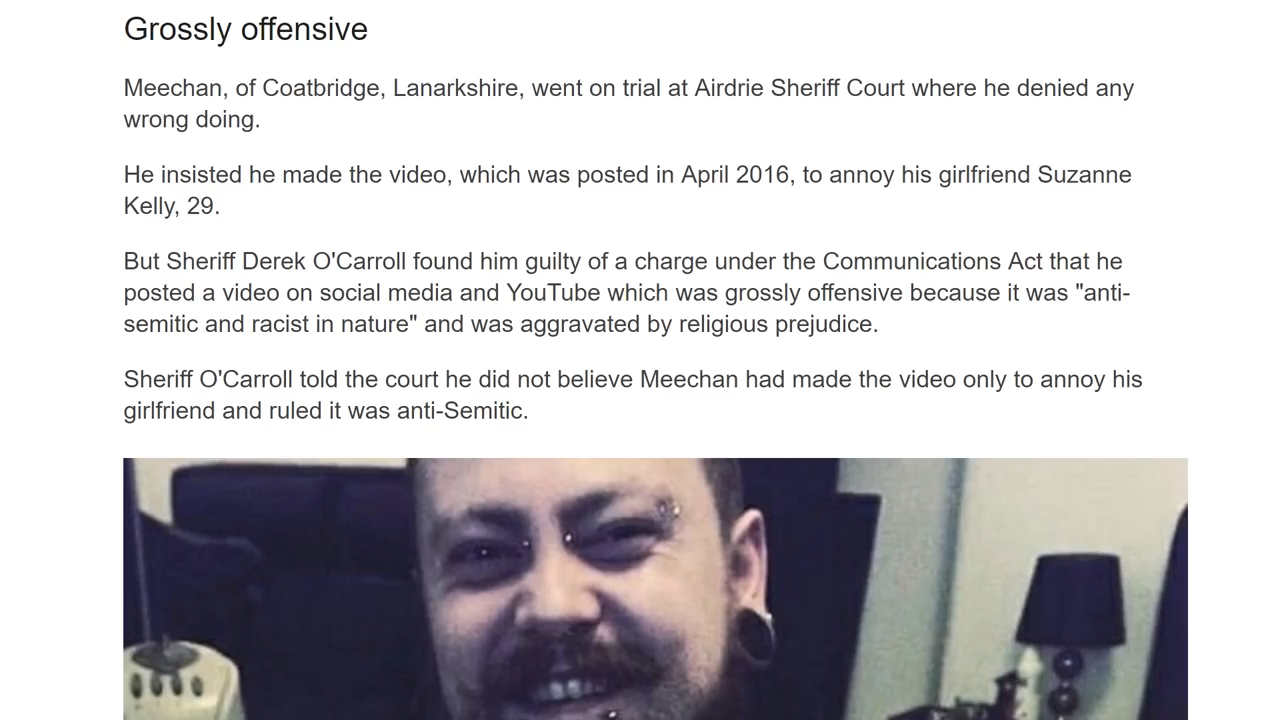 Grossly offensive
Meechan, of Coatbridge, Lanarkshire, went on trial at Airdrie Sheriff Court where he denied any
wrong doing.
He insisted he made the video, which was posted in April 2016, to annoy his girlfriend Suzanne
Kelly, 29.
But Sheriff Derek O'Carroll found him guilty of a charge under the Communications Act that he
posted a video on social media and YouTube which was grossly offensive because it was "anti-
semitic and racist in nature" and was aggravated by religious prejudice.
Sheriff O'Carroll told the court he did not believe Meechan had made the video only to annoy his
girlfriend and ruled it was anti-Semitic.